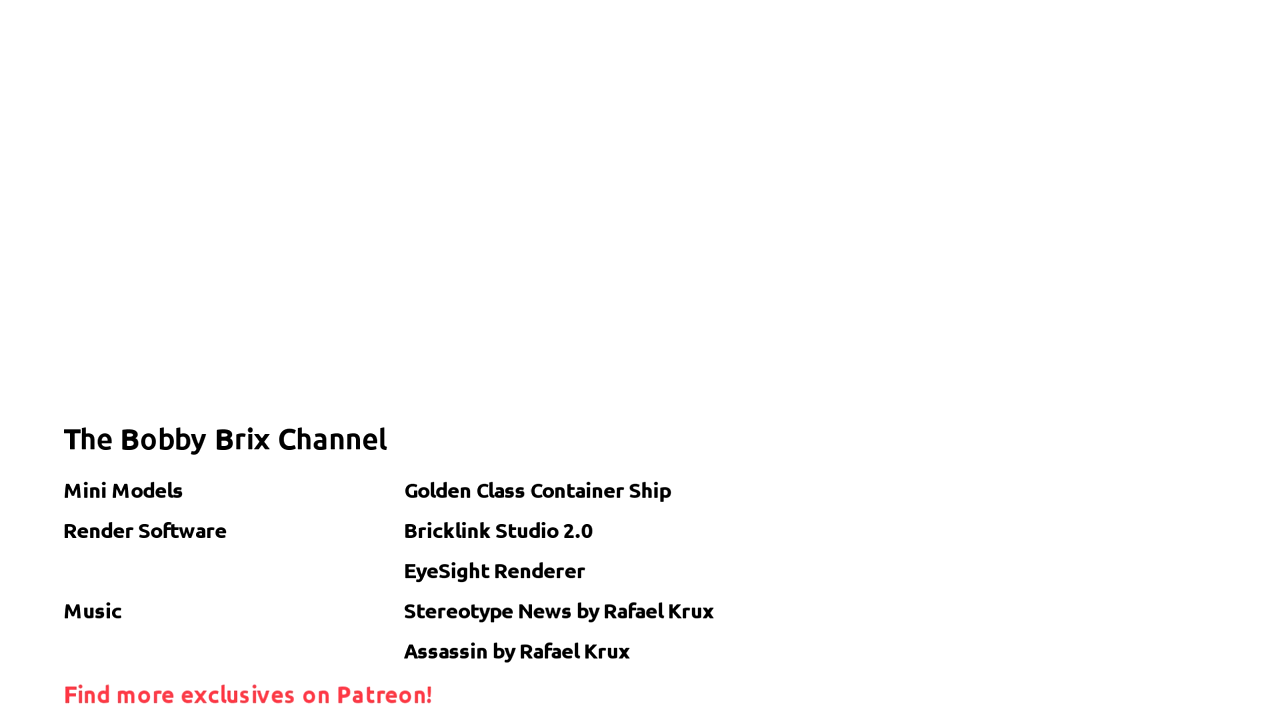 The Bobby Brix Channel
Mini Models Golden Class Container Ship
Render Software Bricklink Studio 2.0
EyeSight Renderer
Music Stereotype News by Rafael Krux
Assassin by Rafael Krux
Find more exclusives on Patreon!